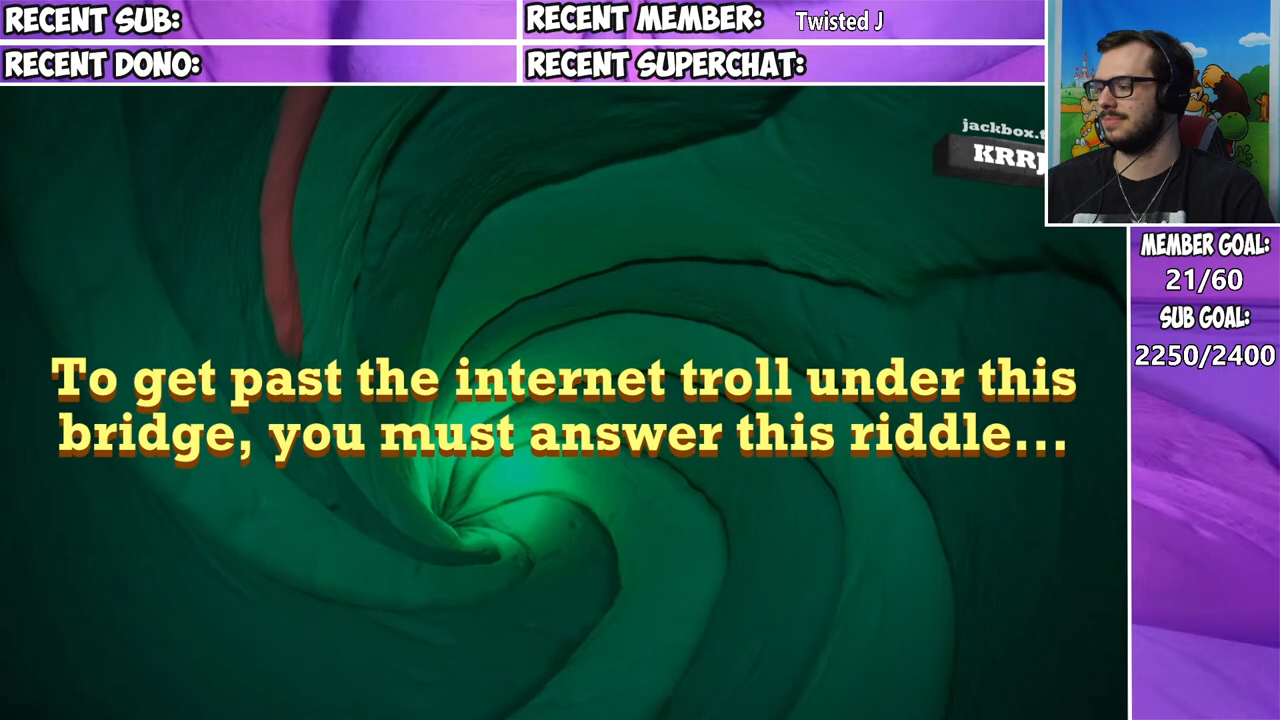 RECENT SUB:
RECENT MEMBER: Twisted J
RECENT DONO:
RECENT SUPERCHAT:
jackbox.t
KRRJ
MEMBER GOAL:
21/60
SUB GOAL:
2250/2400
To get past the internet troll under this
bridge, you must answer this riddle...